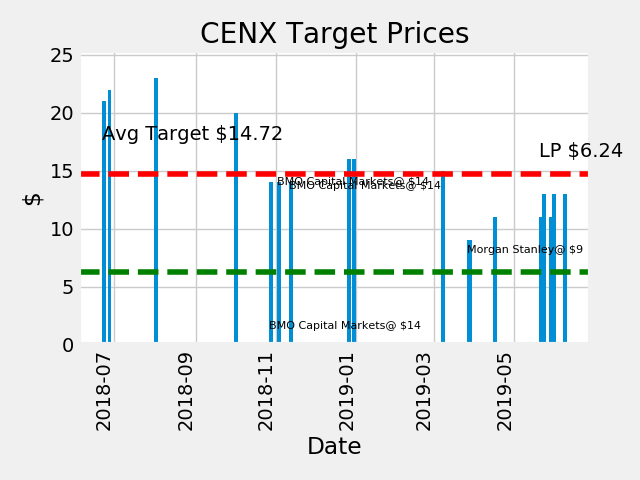 CENX Target Prices
25
20
Avg Target $14.72
LP $6.24
15
BMO Capital Markets@ $14
BMO Capital Markets@ $14
$
10
Morgan Stanley@ $9
5
BMO Capital Markets@ $14
0
2018-07
2018-09
2018-11
2019-01
2019-03
2019-05
Date